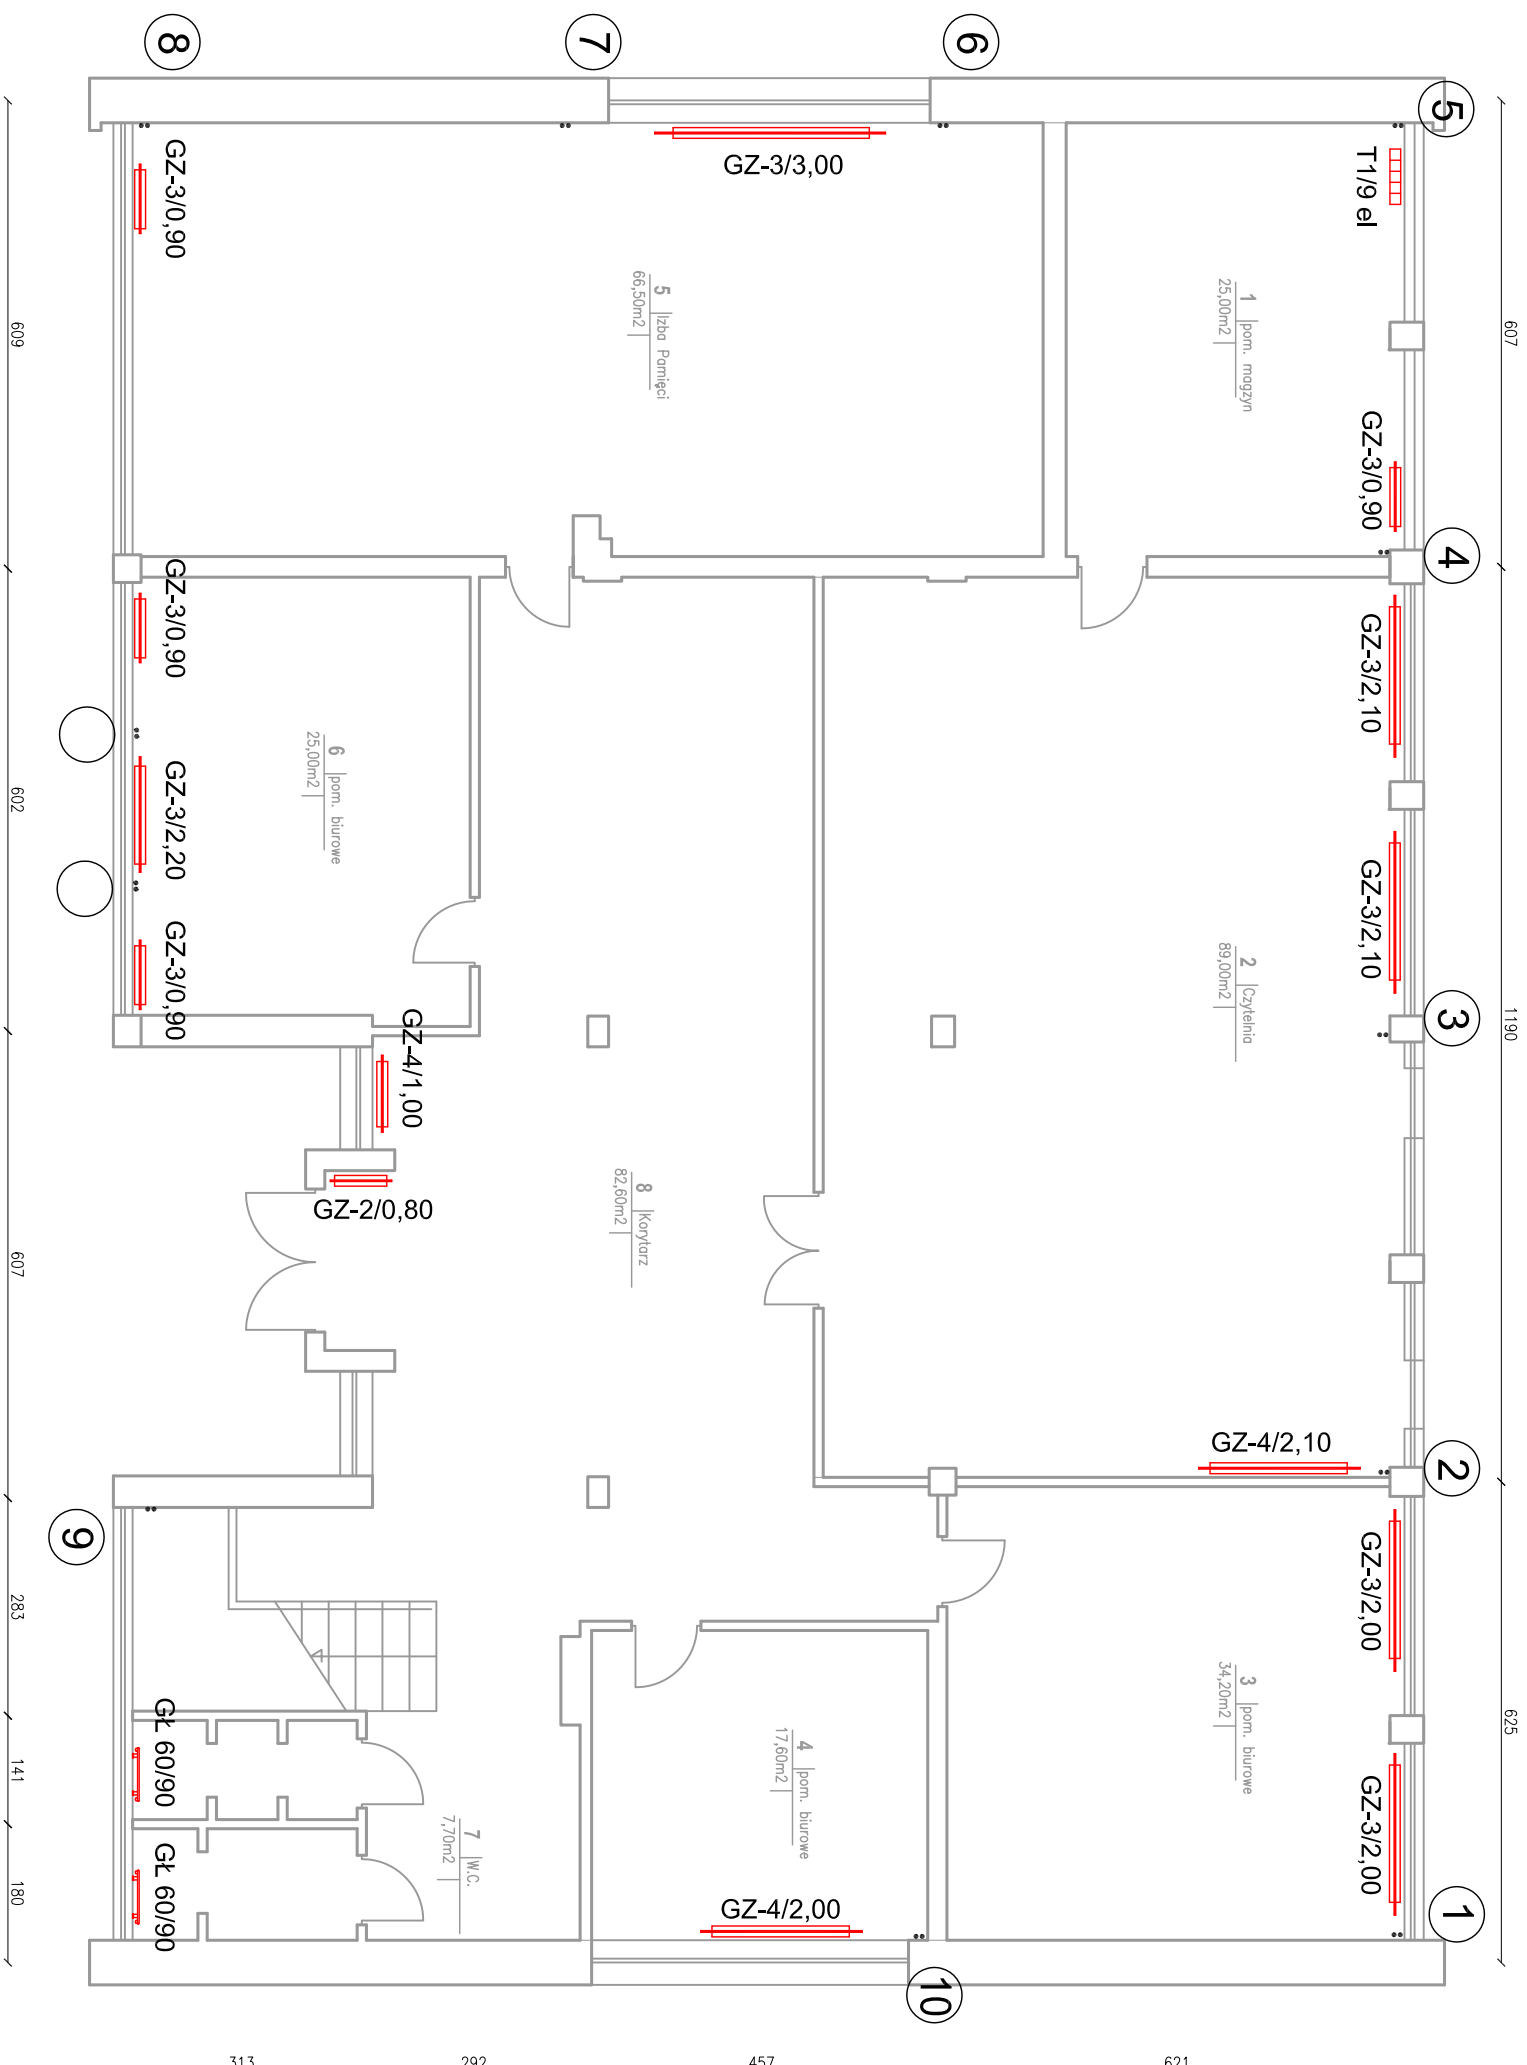 8
7
6
5
GZ-3/3,00
GZ-3/0,90
T1/9 el
5 Izba Pamięci
66,50m2
1 pom. magzyn
25,00m2
609
607
GZ-3/0,90
4
GZ-3/0,90
GZ-3/2,10
6 pom. biurowe
25,00m2
602
GZ-3/2,20
GZ-3/2,10
GZ-3/0,90
2 Czytelnia
89,00m2
3
1190
GZ-4/1,00
GZ-2/0,80
8 Korytarz
82,60m2
607
GZ-4/2,10
2
9
GZ-3/2,00
283
3 pom. biurowe
34,20m2
625
GŁ 60/90
4 pom. biurowe
17,60m2
141
GZ-3/2,00
7 W.C.
7,70m2
GŁ 60/90
180
GZ-4/2,00
1
10
313
292
457
621